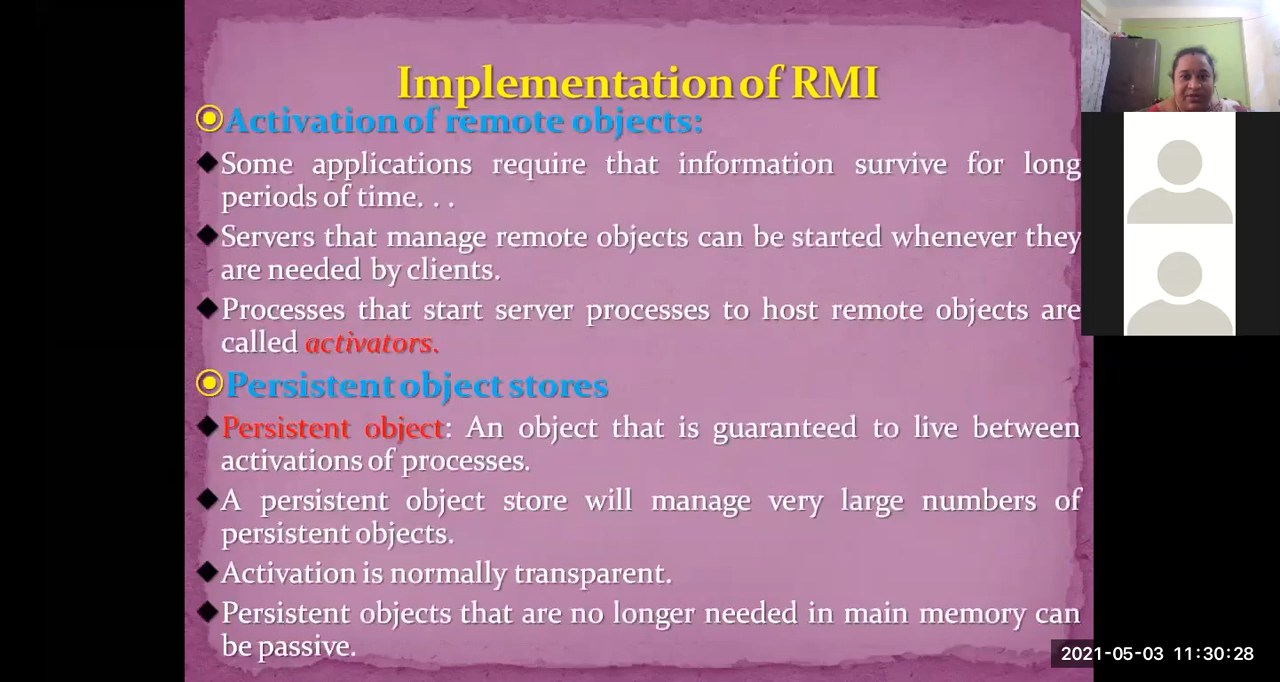 Implementation of RMI
Activation of remote objects:
Some applications require that information survive for long
periods of time. . .
Servers that manage remote objects can be started whenever they
are needed by clients.
Processes that start server processes to host remote objects are
called activators.
Persistent object stores
Persistent object: An object that is guaranteed to live between
activations of processes.
A persistent object store will manage very large numbers of
persistent objects.
Activation is normally transparent.
Persistent objects that are no longer needed in main memory can
be passive.
2021-05-03 11:30:28